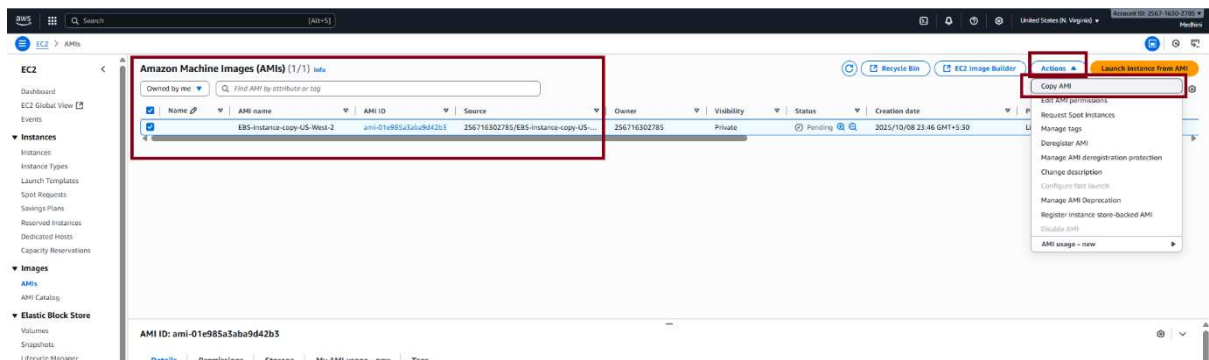 aws Search [Alt+S] United States (N. Virginia) Account ID: 2567-1630-2785
Medhini
EC2 > AMIs
EC2
Dashboard
EC2 Global View
Events
Instances
Instances
Instance Types
Launch Templates
Spot Requests
Savings Plans
Reserved Instances
Dedicated Hosts
Capacity Reservations
Images
AMIs
AMI Catalog
Elastic Block Store
Volumes
Snapshots
Lifecycle Manager
Amazon Machine Images (AMIs) (1/1) Info
Recycle Bin EC2 Image Builder Actions Launch instance from AMI
Owned by me Find AMI by attribute or tag
Name AMI name AMI ID Source Owner Visibility Status Creation date P
EBS-instance-copy-US-West-2 ami-01e985a3aba9d42b3 256716302785/EBS-instance-copy-US-... 256716302785 Private Pending 2025/10/08 23:46 GMT+5:30
Copy AMI
Edit AMI permissions
Request Spot Instances
Manage tags
Deregister AMI
Manage AMI deregistration protection
Change description
Configure fast launch
Manage AMI Deprecation
Register instance store-backed AMI
Disable AMI
AMI usage - new
AMI ID: ami-01e985a3aba9d42b3
Details Permissions Storage My AMI usage - new Tags